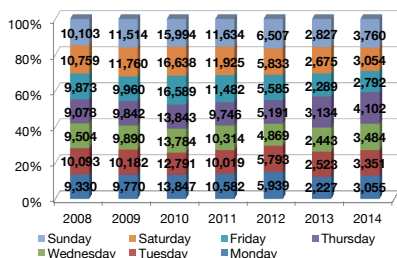 100%
10,103 11,514 15,994 11,634 6,507 2,827 3,760
80%
10,759 11,760 16,638 11,925 5,833 2,675 3,054
60%
9,873 9,960 16,589 11,482 5,585 2,289 2,792
9,078 9,842 13,843 9,746 5,191 3,134 4,102
40%
9,504 9,890 13,784 10,314 4,869 2,443 3,484
20%
10,093 10,182 12,791 10,019 5,793 2,523 3,351
9,330 9,770 13,847 10,582 5,939 2,227 3,055
0%
2008 2009 2010 2011 2012 2013 2014
Sunday Saturday Friday Thursday
Wednesday Tuesday Monday